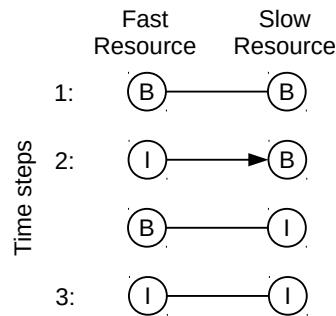 Fast Resource
Slow Resource
1: B B
2: I B
B I
3: I I
Time steps